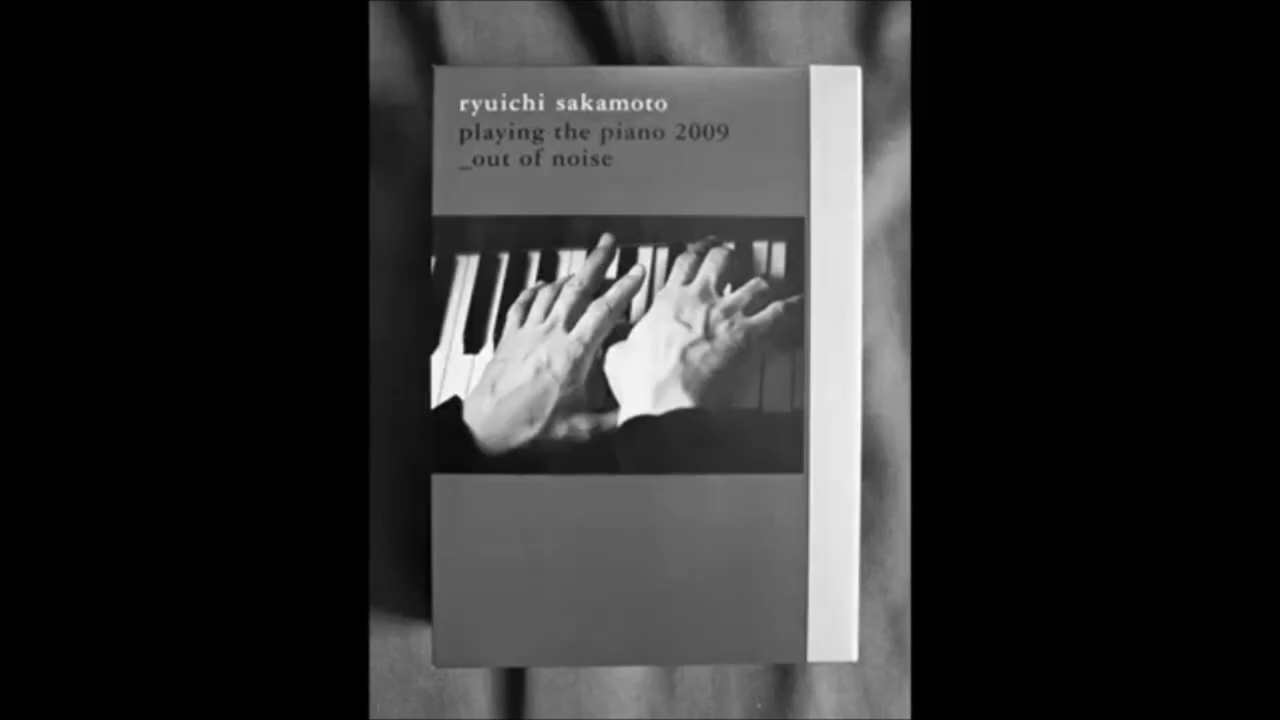 ryuichi sakamoto
playing the piano 2009
_out of noise